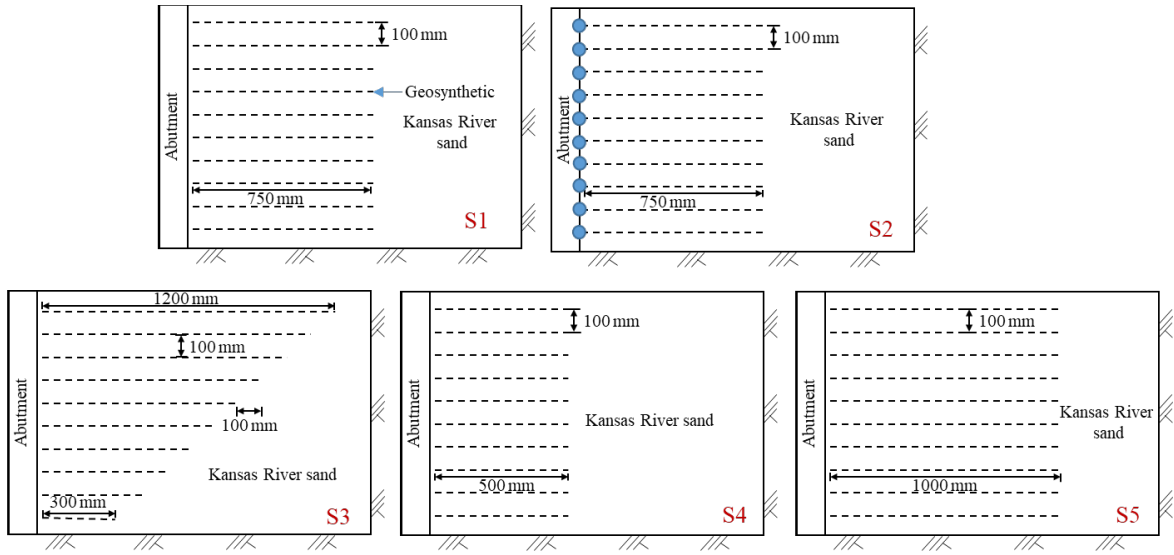 100 mm
Geosynthetic
Abutment
Kansas River
sand
750 mm
S1
100 mm
Abutment
Kansas River
sand
750 mm
S2
1200 mm
100 mm
Abutment
100 mm
Kansas River sand
300 mm
S3
100 mm
Abutment
Kansas River sand
500 mm
S4
100 mm
Abutment
Kansas River
sand
1000 mm
S5